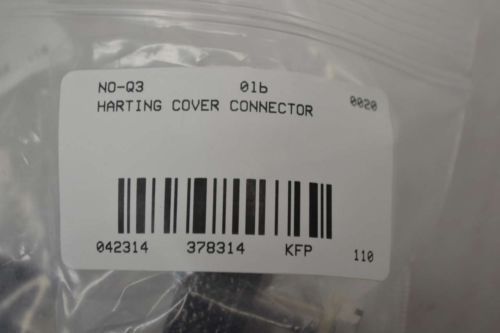 NO-Q3 01b 0020
HARTING COVER CONNECTOR
042314 378314 KFP 110